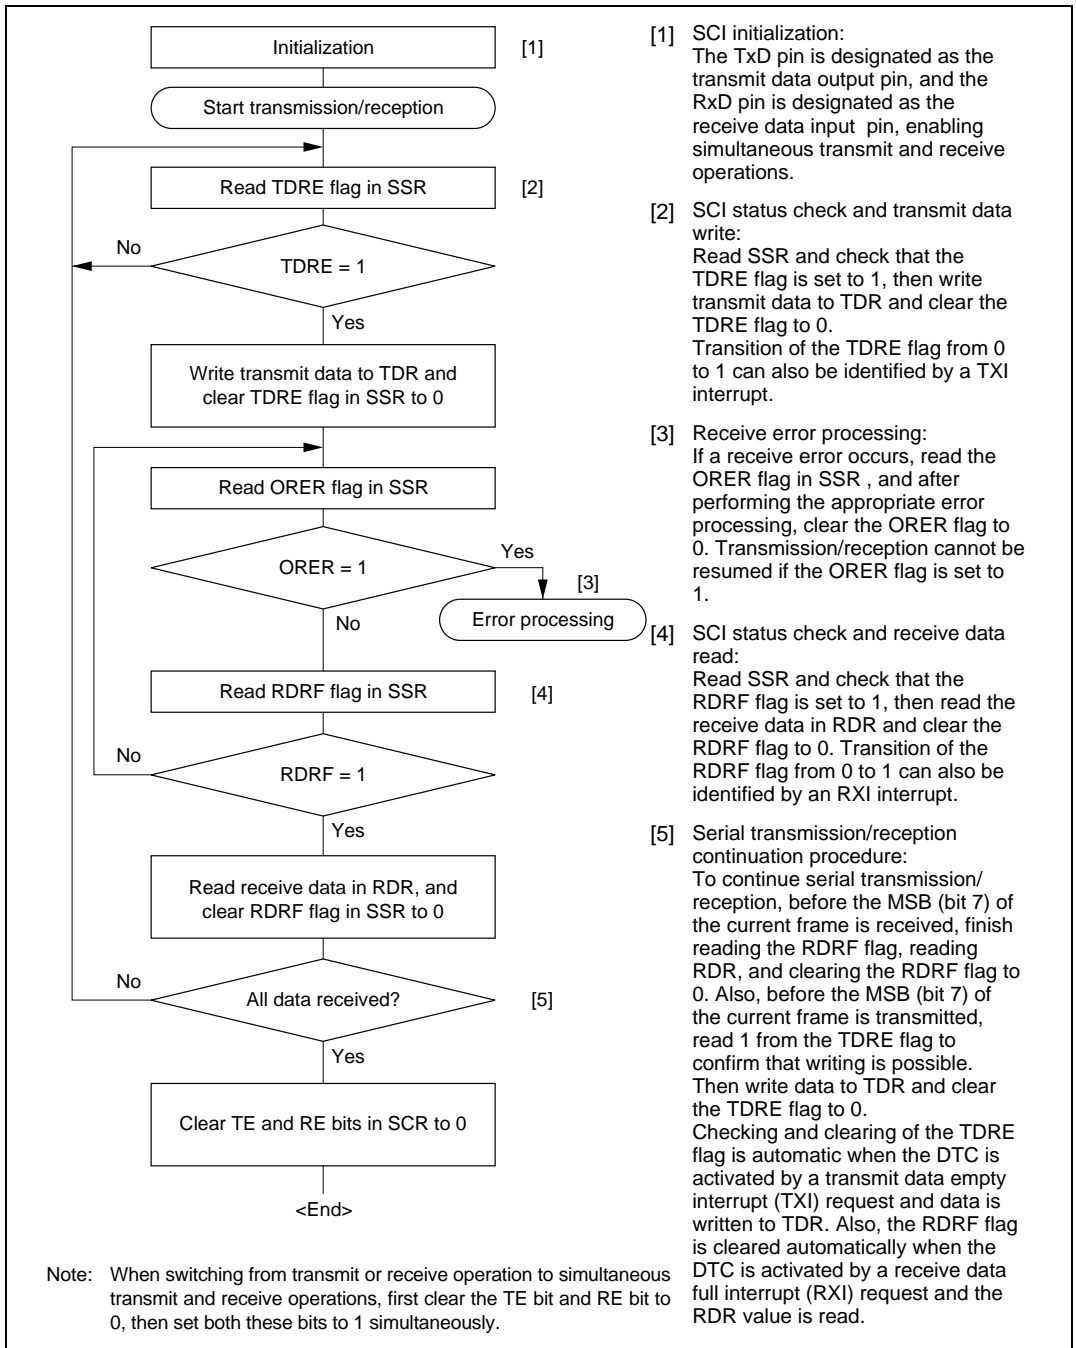 Initialization [1]
Start transmission/reception
Read TDRE flag in SSR [2]
No
TDRE = 1
Yes
Write transmit data to TDR and
clear TDRE flag in SSR to 0
Read ORER flag in SSR
ORER = 1
Yes
[3]
Error processing
No
Read RDRF flag in SSR [4]
No
RDRF = 1
Yes
Read receive data in RDR, and
clear RDRF flag in SSR to 0
No
All data received? [5]
Yes
Clear TE and RE bits in SCR to 0
<End>
[1] SCI initialization:
The TxD pin is designated as the
transmit data output pin, and the
RxD pin is designated as the
receive data input pin, enabling
simultaneous transmit and receive
operations.
[2] SCI status check and transmit data
write:
Read SSR and check that the
TDRE flag is set to 1, then write
transmit data to TDR and clear the
TDRE flag to 0.
Transition of the TDRE flag from 0
to 1 can also be identified by a TXI
interrupt.
[3] Receive error processing:
If a receive error occurs, read the
ORER flag in SSR , and after
performing the appropriate error
processing, clear the ORER flag to
0. Transmission/reception cannot be
resumed if the ORER flag is set to
1.
[4] SCI status check and receive data
read:
Read SSR and check that the
RDRF flag is set to 1, then read the
receive data in RDR and clear the
RDRF flag to 0. Transition of the
RDRF flag from 0 to 1 can also be
identified by an RXI interrupt.
[5] Serial transmission/reception
continuation procedure:
To continue serial transmission/
reception, before the MSB (bit 7) of
the current frame is received, finish
reading the RDRF flag, reading
RDR, and clearing the RDRF flag to
0. Also, before the MSB (bit 7) of
the current frame is transmitted,
read 1 from the TDRE flag to
confirm that writing is possible.
Then write data to TDR and clear
the TDRE flag to 0.
Checking and clearing of the TDRE
flag is automatic when the DTC is
activated by a transmit data empty
interrupt (TXI) request and data is
written to TDR. Also, the RDRF flag
is cleared automatically when the
DTC is activated by a receive data
full interrupt (RXI) request and the
RDR value is read.
Note: When switching from transmit or receive operation to simultaneous
transmit and receive operations, first clear the TE bit and RE bit to
0, then set both these bits to 1 simultaneously.